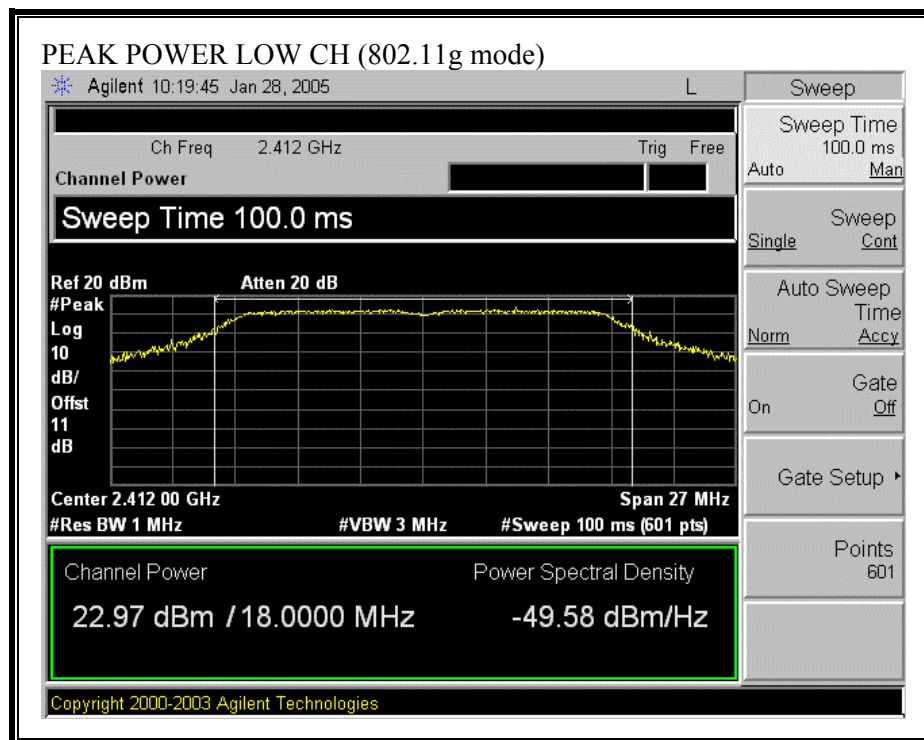 PEAK POWER LOW CH (802.11g mode)
Agilent 10:19:45 Jan 28, 2005 L
Sweep
Ch Freq 2.412 GHz Trig Free
Channel Power
Sweep Time 100.0 ms
Ref 20 dBm Atten 20 dB
#Peak
Log
10
dB/
Offst
11
dB
Center 2.412 00 GHz Span 27 MHz
#Res BW 1 MHz #VBW 3 MHz #Sweep 100 ms (601 pts)
Channel Power Power Spectral Density
22.97 dBm / 18.0000 MHz -49.58 dBm/Hz
Copyright 2000-2003 Agilent Technologies
Sweep Time
100.0 ms
Auto Man
Sweep
Single Cont
Auto Sweep
Time
Norm Accy
Gate
On Off
Gate Setup
Points
601